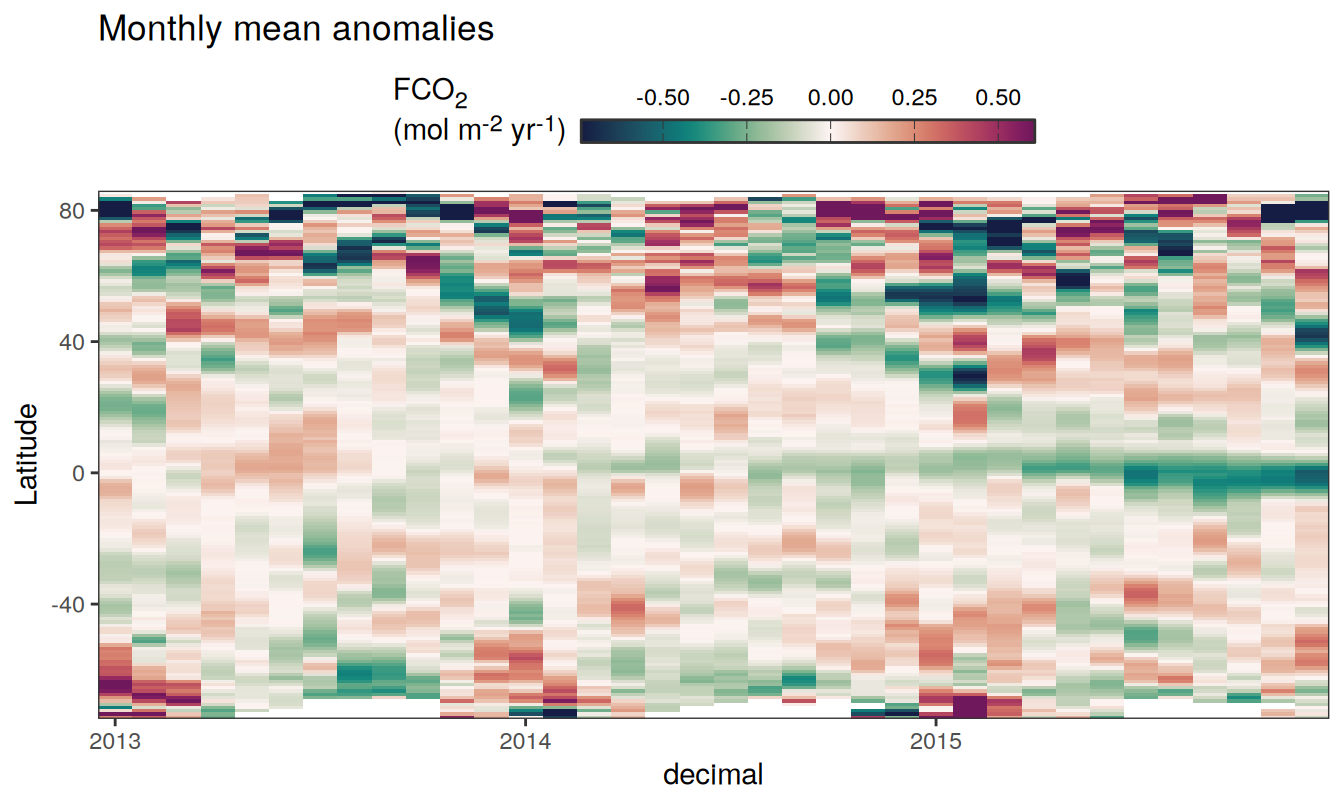 Monthly mean anomalies
FCO₂
(mol m⁻² yr⁻¹)
-0.50 -0.25 0.00 0.25 0.50
Latitude
80
40
0
-40
2013 2014 2015
decimal